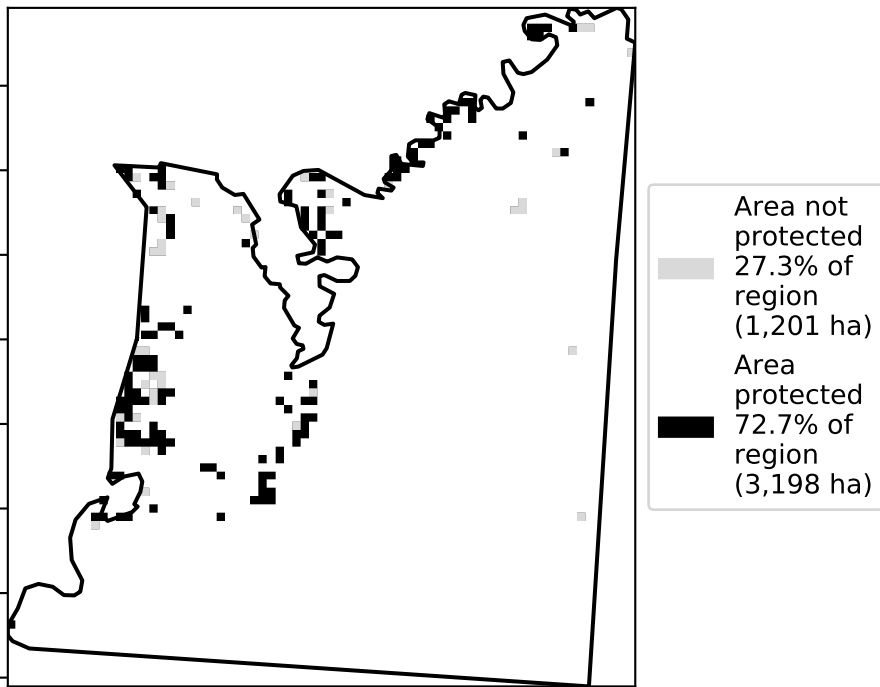 Area not
protected
27.3% of
region
(1,201 ha)
Area
protected
72.7% of
region
(3,198 ha)